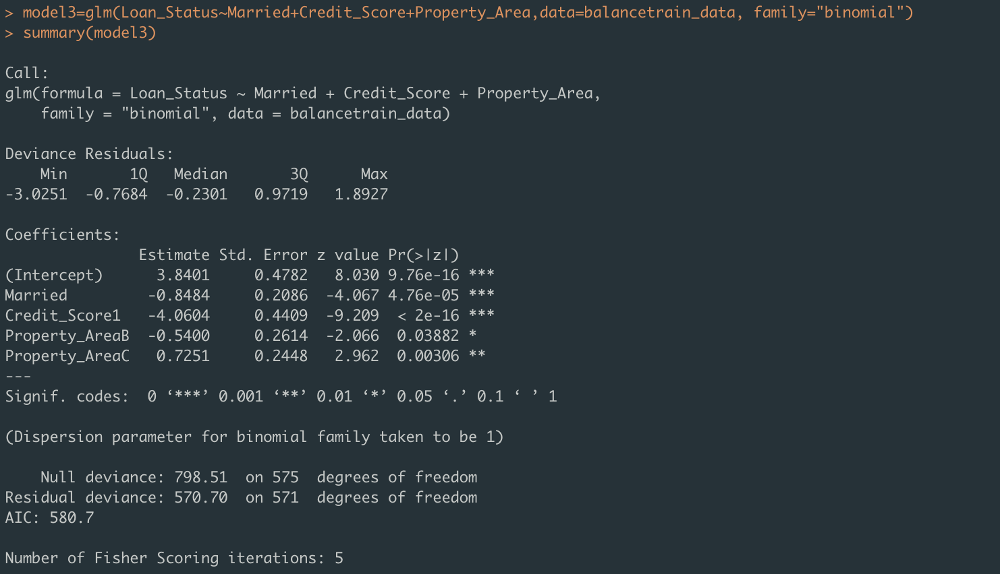 > model3=glm(Loan_Status~Married+Credit_Score+Property_Area,data=balancetrain_data, family="binomial")
> summary(model3)
Call:
glm(formula = Loan_Status ~ Married + Credit_Score + Property_Area,
    family = "binomial", data = balancetrain_data)
Deviance Residuals:
    Min       1Q   Median       3Q      Max
-3.0251  -0.7684  -0.2301   0.9719   1.8927
Coefficients:
               Estimate Std. Error z value Pr(>|z|)
(Intercept)      3.8401     0.4782   8.030 9.76e-16 ***
Married         -0.8484     0.2086  -4.067 4.76e-05 ***
Credit_Score1   -4.0604     0.4409  -9.209  < 2e-16 ***
Property_AreaB  -0.5400     0.2614  -2.066  0.03882 *
Property_AreaC   0.7251     0.2448   2.962  0.00306 **
---
Signif. codes:  0 ‘***’ 0.001 ‘**’ 0.01 ‘*’ 0.05 ‘.’ 0.1 ‘ ’ 1
(Dispersion parameter for binomial family taken to be 1)
    Null deviance: 798.51  on 575  degrees of freedom
Residual deviance: 570.70  on 571  degrees of freedom
AIC: 580.7
Number of Fisher Scoring iterations: 5